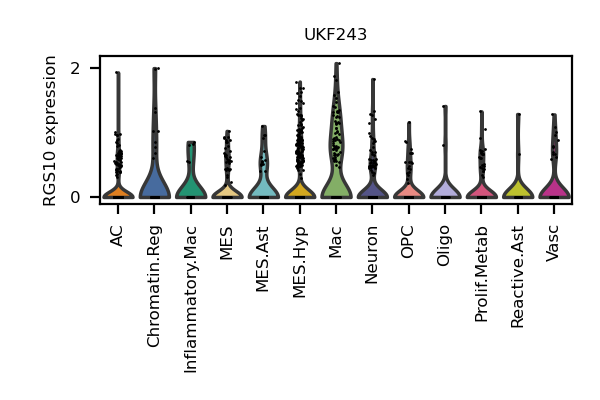 UKF243
RGS10 expression
2
0
AC
Chromatin.Reg
Inflammatory.Mac
MES
MES.Ast
MES.Hyp
Mac
Neuron
OPC
Oligo
Prolif.Metab
Reactive.Ast
Vasc